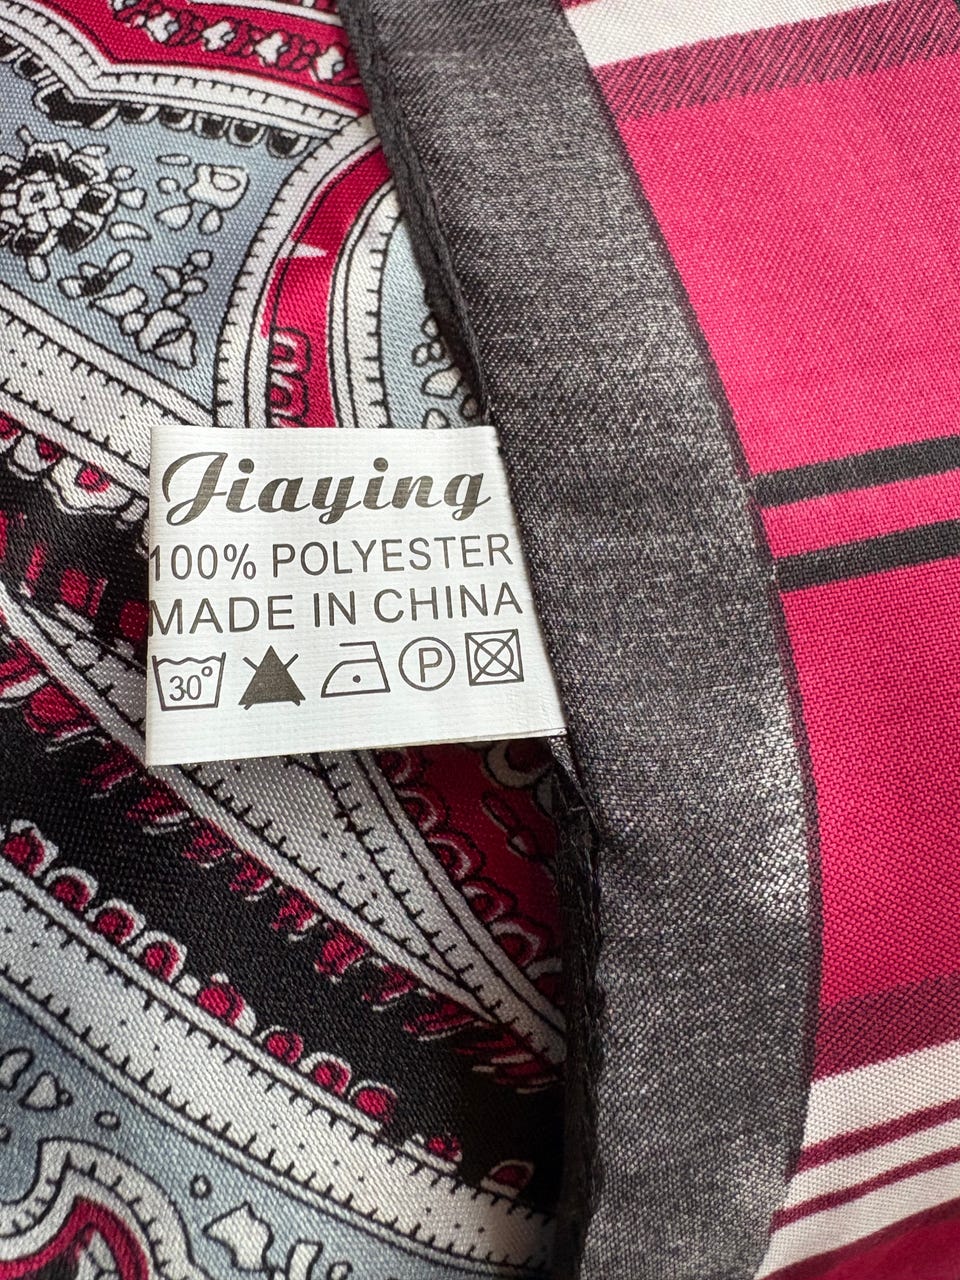 Jiaying
100% POLYESTER
MADE IN CHINA
30° P